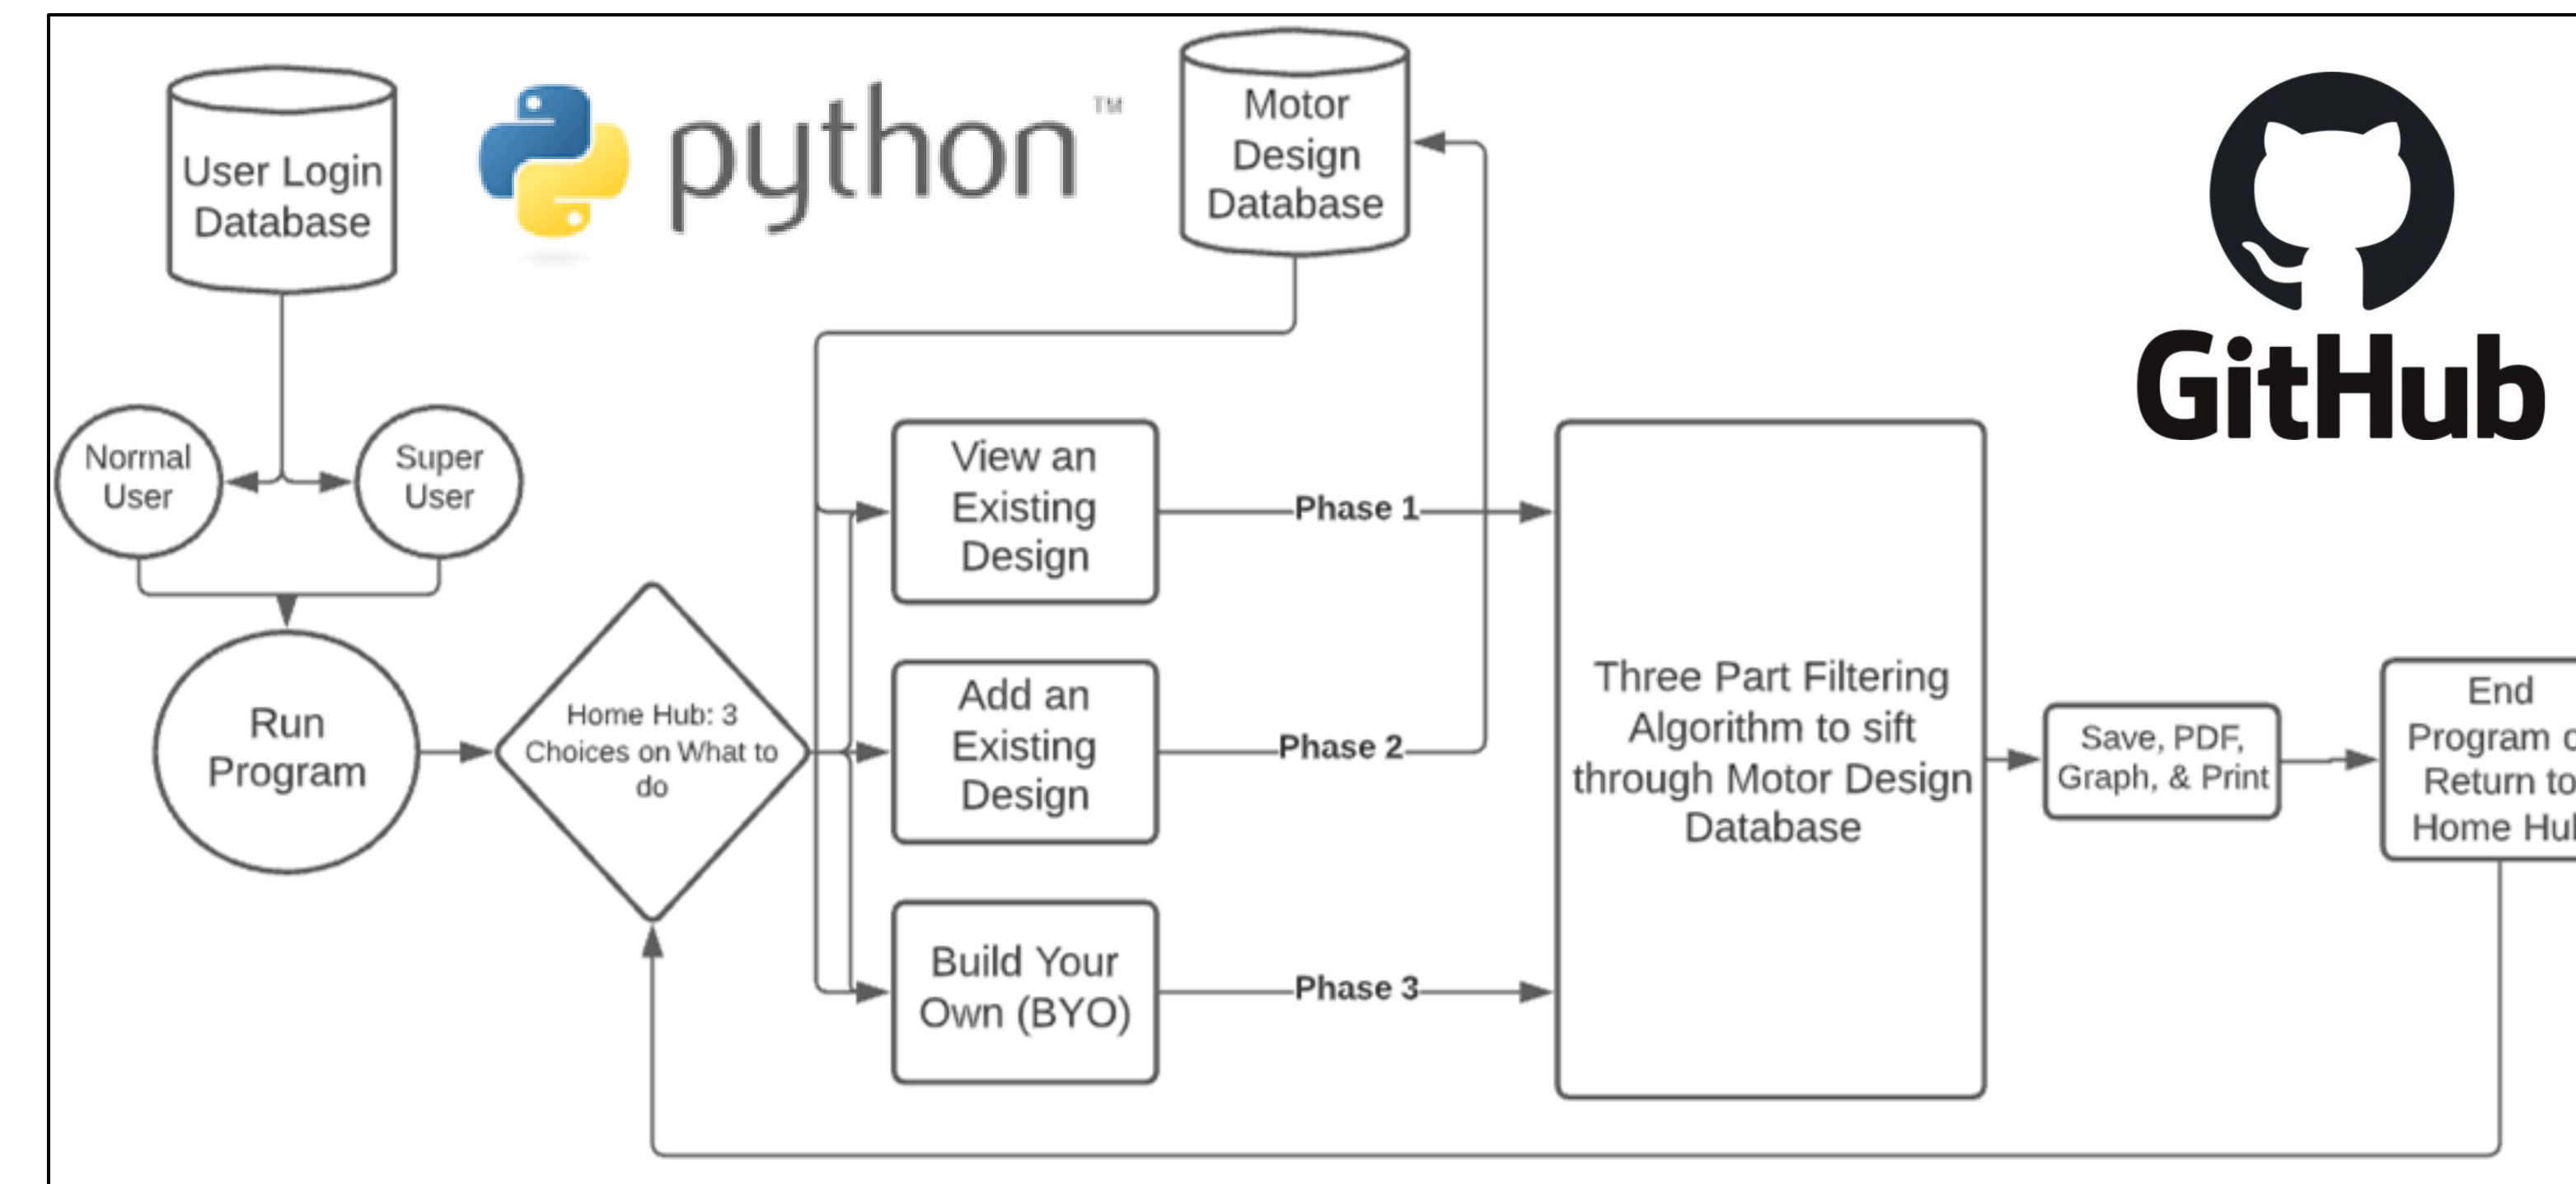 User Login
Database
python
TM
Motor
Design
Database
GitHub
Normal
User
Super
User
View an
Existing
Design
Phase 1
Run
Program
Home Hub: 3
Choices on What to
do
Add an
Existing
Design
Phase 2
Three Part Filtering
Algorithm to sift
through Motor Design
Database
Save, PDF,
Graph, & Print
End
Program
Return to
Home
Build Your
Own (BYO)
Phase 3